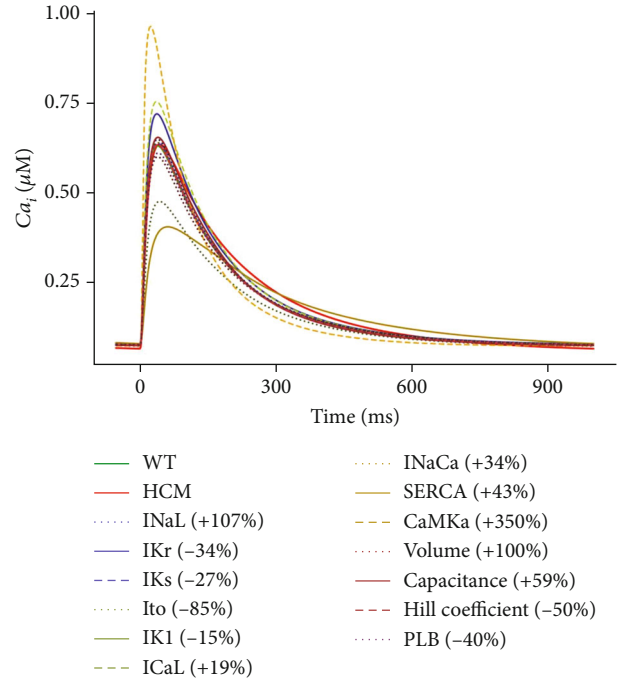 1.00
0.75
0.50
0.25
Ca_i (μM)
0
300
600
900
Time (ms)
WT
HCM
INaL (+107%)
IKr (–34%)
IKs (–27%)
Ito (–85%)
IK1 (–15%)
ICaL (+19%)
INaCa (+34%)
SERCA (+43%)
CaMKa (+350%)
Volume (+100%)
Capacitance (+59%)
Hill coefficient (–50%)
PLB (–40%)